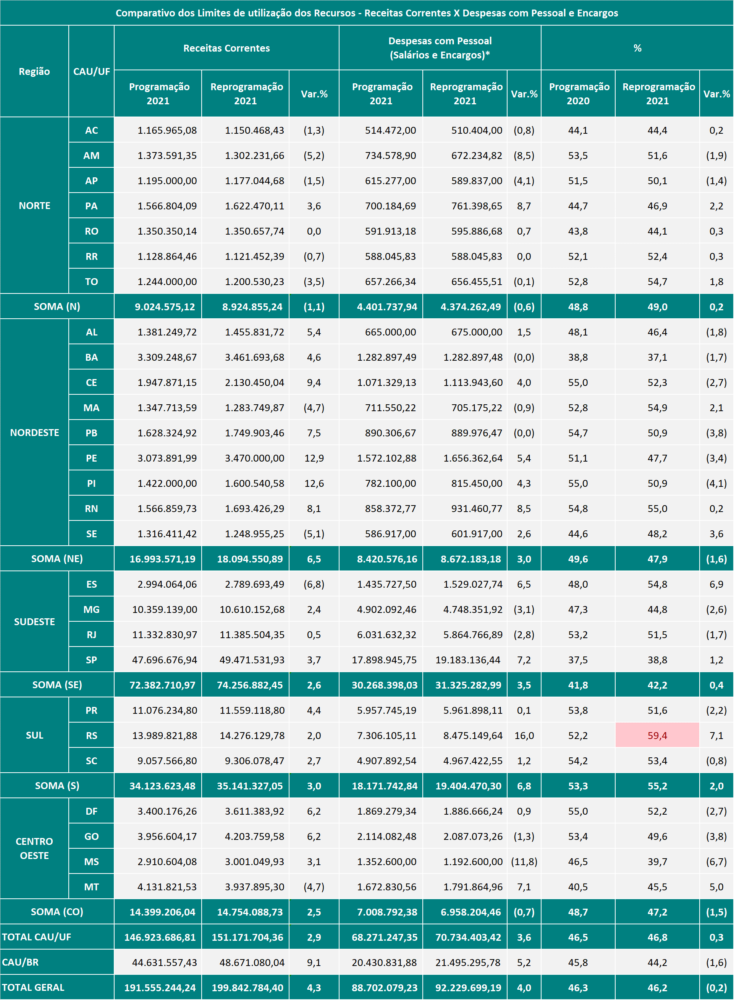 Comparativo dos Limites de utilização dos Recursos - Receitas Correntes X Despesas com Pessoal e Encargos
Região CAU/UF Receitas Correntes Despesas com Pessoal (Salários e Encargos)* %
Programação 2021 Reprogramação 2021 Var.% Programação 2021 Reprogramação 2021 Var.% Programação 2020 Reprogramação 2021 Var.%
NORTE
AC 1.165.965,08 1.150.468,43 (1,3) 514.472,00 510.404,00 (0,8) 44,1 44,4 0,2
AM 1.373.591,35 1.302.231,66 (5,2) 734.578,90 672.234,82 (8,5) 53,5 51,6 (1,9)
AP 1.195.000,00 1.177.044,68 (1,5) 615.277,00 589.837,00 (4,1) 51,5 50,1 (1,4)
PA 1.566.804,09 1.622.470,11 3,6 700.184,69 761.398,65 8,7 44,7 46,9 2,2
RO 1.350.350,14 1.350.657,74 0,0 591.913,18 595.886,68 0,7 43,8 44,1 0,3
RR 1.128.864,46 1.121.452,39 (0,7) 588.045,83 588.045,83 0,0 52,1 52,4 0,3
TO 1.244.000,00 1.200.530,23 (3,5) 657.266,34 656.455,51 (0,1) 52,8 54,7 1,8
SOMA (N) 9.024.575,12 8.924.855,24 (1,1) 4.401.737,94 4.374.262,49 (0,6) 48,8 49,0 0,2
NORDESTE
AL 1.381.249,72 1.455.831,72 5,4 665.000,00 675.000,00 1,5 48,1 46,4 (1,8)
BA 3.309.248,67 3.461.693,68 4,6 1.282.897,49 1.282.897,48 (0,0) 38,8 37,1 (1,7)
CE 1.947.871,15 2.130.450,04 9,4 1.071.329,13 1.113.943,60 4,0 55,0 52,3 (2,7)
MA 1.347.713,59 1.283.749,87 (4,7) 711.550,22 705.175,22 (0,9) 52,8 54,9 2,1
PB 1.628.324,92 1.749.903,46 7,5 890.306,67 889.976,47 (0,0) 54,7 50,9 (3,8)
PE 3.073.891,99 3.470.000,00 12,9 1.572.102,88 1.656.362,64 5,4 51,1 47,7 (3,4)
PI 1.422.000,00 1.600.540,58 12,6 782.100,00 815.450,00 4,3 55,0 50,9 (4,1)
RN 1.566.859,73 1.693.426,29 8,1 858.372,77 931.460,77 8,5 54,8 55,0 0,2
SE 1.316.411,42 1.248.955,25 (5,1) 586.917,00 601.917,00 2,6 44,6 48,2 3,6
SOMA (NE) 16.993.571,19 18.094.550,89 6,5 8.420.576,16 8.672.183,18 3,0 49,6 47,9 (1,6)
SUDESTE
ES 2.994.064,06 2.789.693,49 (6,8) 1.435.727,50 1.529.027,74 6,5 48,0 54,8 6,9
MG 10.359.139,00 10.610.152,68 2,4 4.902.092,46 4.748.351,92 (3,1) 47,3 44,8 (2,6)
RJ 11.332.830,97 11.385.504,35 0,5 6.031.632,32 5.864.766,89 (2,8) 53,2 51,5 (1,7)
SP 47.696.676,94 49.471.531,93 3,7 17.898.945,75 19.183.136,44 7,2 37,5 38,8 1,2
SOMA (SE) 72.382.710,97 74.256.882,45 2,6 30.268.398,03 31.325.282,99 3,5 41,8 42,2 0,4
SUL
PR 11.076.234,80 11.559.118,80 4,4 5.957.745,19 5.961.898,11 0,1 53,8 51,6 (2,2)
RS 13.989.821,88 14.276.129,78 2,0 7.306.105,11 8.475.149,64 16,0 52,2 59,4 7,1
SC 9.057.566,80 9.306.078,47 2,7 4.907.892,54 4.967.422,55 1,2 54,2 53,4 (0,8)
SOMA (S) 34.123.623,48 35.141.327,05 3,0 18.171.742,84 19.404.470,30 6,8 53,3 55,2 2,0
CENTRO OESTE
DF 3.400.176,26 3.611.383,92 6,2 1.869.279,34 1.886.666,24 0,9 55,0 52,2 (2,7)
GO 3.956.604,17 4.203.759,58 6,2 2.114.082,48 2.087.073,26 (1,3) 53,4 49,6 (3,8)
MS 2.910.604,08 3.001.049,93 3,1 1.352.600,00 1.192.600,00 (11,8) 46,5 39,7 (6,7)
MT 4.131.821,53 3.937.895,30 (4,7) 1.672.830,56 1.791.864,96 7,1 40,5 45,5 5,0
SOMA (CO) 14.399.206,04 14.754.088,73 2,5 7.008.792,38 6.958.204,46 (0,7) 48,7 47,2 (1,5)
TOTAL CAU/UF 146.923.686,81 151.171.704,36 2,9 68.271.247,35 70.734.403,42 3,6 46,5 46,8 0,3
CAU/BR 44.631.557,43 48.671.080,04 9,1 20.430.831,88 21.495.295,78 5,2 45,8 44,2 (1,6)
TOTAL GERAL 191.555.244,24 199.842.784,40 4,3 88.702.079,23 92.229.699,19 4,0 46,3 46,2 (0,2)